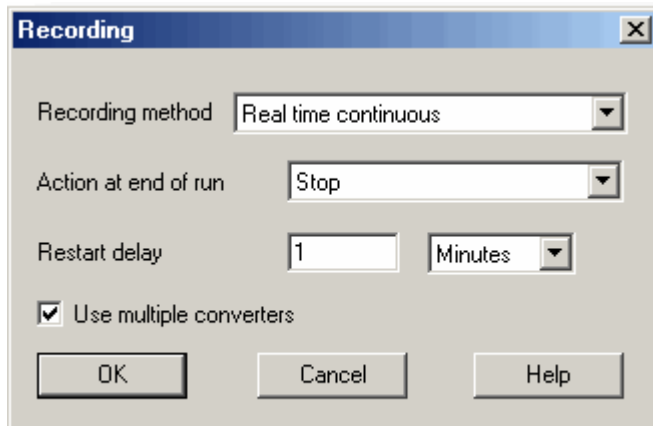 Recording
Recording method Real time continuous
Action at end of run Stop
Restart delay 1 Minutes
Use multiple converters
OK Cancel Help